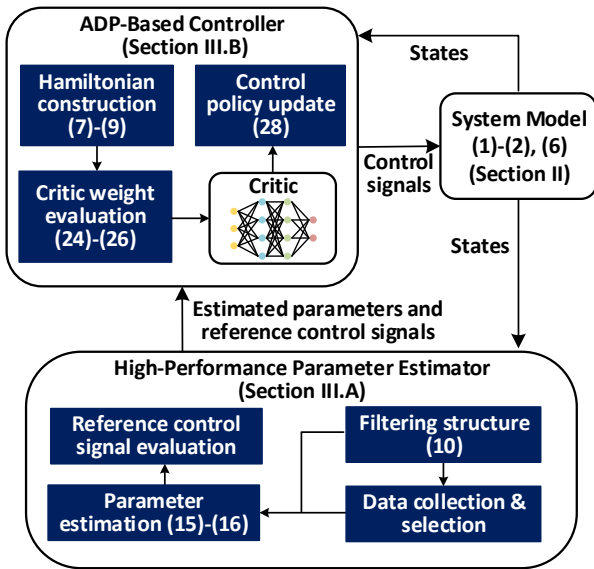 ADP-Based Controller
(Section III.B)
Hamiltonian
construction
(7)-(9)
Control
policy update
(28)
Critic weight
evaluation
(24)-(26)
Critic
States
Control
signals
System Model
(1)-(2), (6)
(Section II)
States
Estimated parameters and
reference control signals
High-Performance Parameter Estimator
(Section III.A)
Reference control
signal evaluation
Filtering structure
(10)
Parameter
estimation (15)-(16)
Data collection &
selection